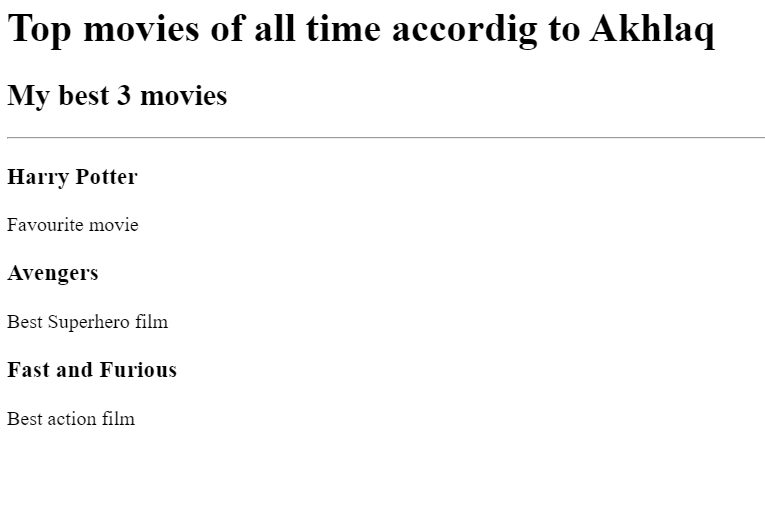 Top movies of all time accordig to Akhlaq
My best 3 movies
Harry Potter
Favourite movie
Avengers
Best Superhero film
Fast and Furious
Best action film